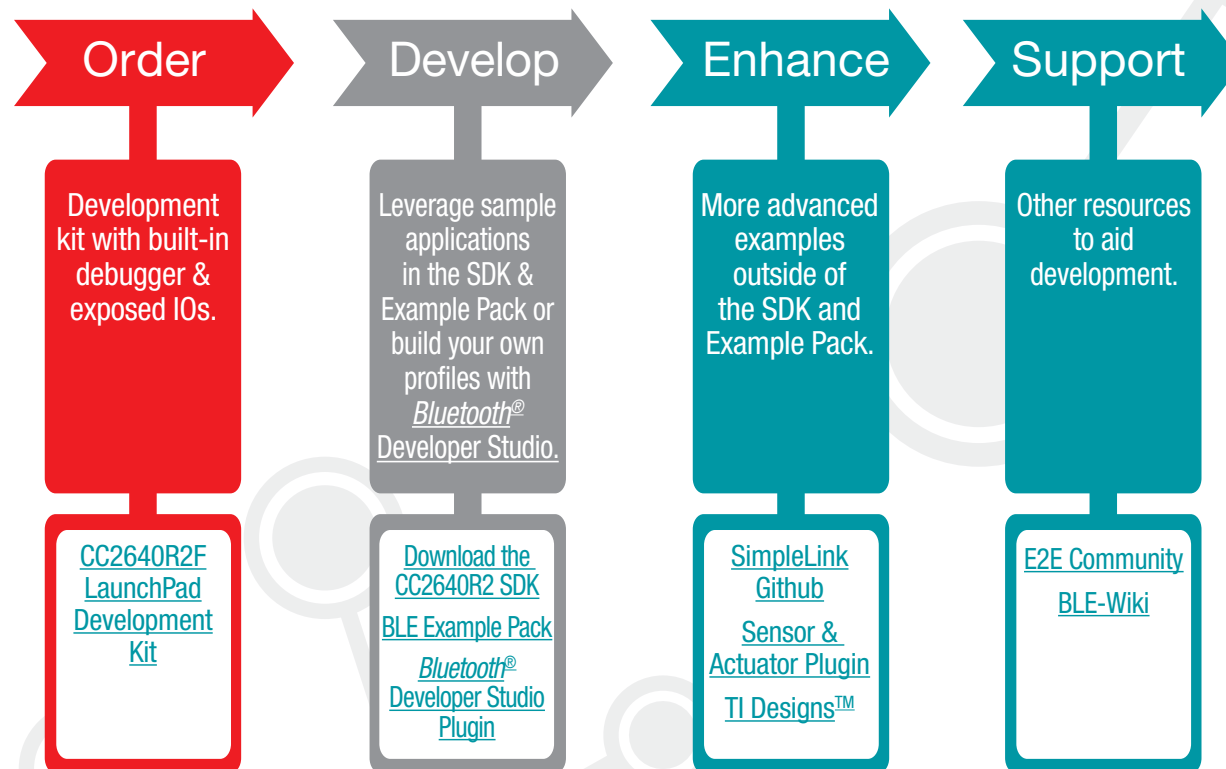 Order
Development
kit with built-in
debugger &
exposed IOs.
CC2640R2F
LaunchPad
Development
Kit
Develop
Leverage sample
applications
in the SDK &
Example Pack or
build your own
profiles with
Bluetooth®
Developer Studio.
Download the
CC2640R2 SDK
BLE Example Pack
Bluetooth®
Developer Studio
Plugin
Enhance
More advanced
examples
outside of
the SDK and
Example Pack.
SimpleLink
Github
Sensor &
Actuator Plugin
TI Designs™
Support
Other resources
to aid
development.
E2E Community
BLE-Wiki